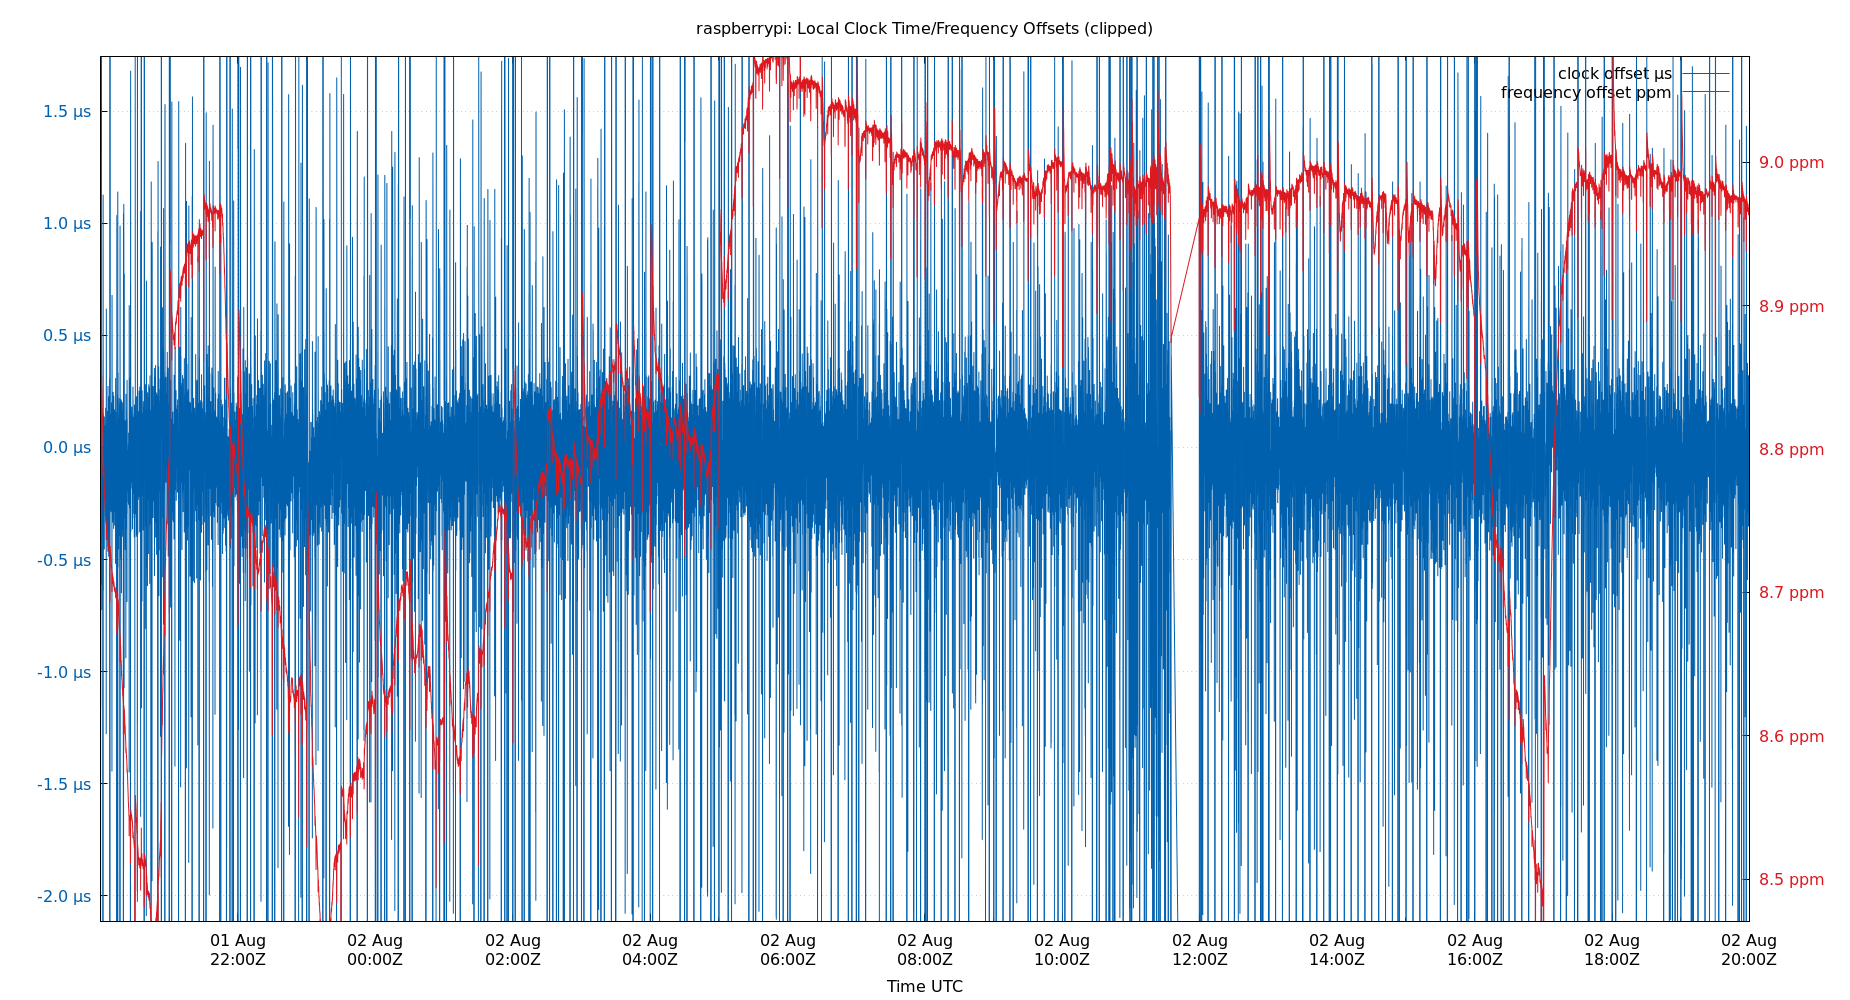 raspberrypi: Local Clock Time/Frequency Offsets (clipped)
clock offset µs
frequency offset ppm
1.5 µs
1.0 µs
0.5 µs
0.0 µs
-0.5 µs
-1.0 µs
-1.5 µs
-2.0 µs
9.0 ppm
8.9 ppm
8.8 ppm
8.7 ppm
8.6 ppm
8.5 ppm
01 Aug 02 Aug 02 Aug 02 Aug 02 Aug 02 Aug 02 Aug 02 Aug 02 Aug 02 Aug 02 Aug 02 Aug
22:00Z 00:00Z 02:00Z 04:00Z 06:00Z 08:00Z 10:00Z 12:00Z 14:00Z 16:00Z 18:00Z 20:00Z
Time UTC